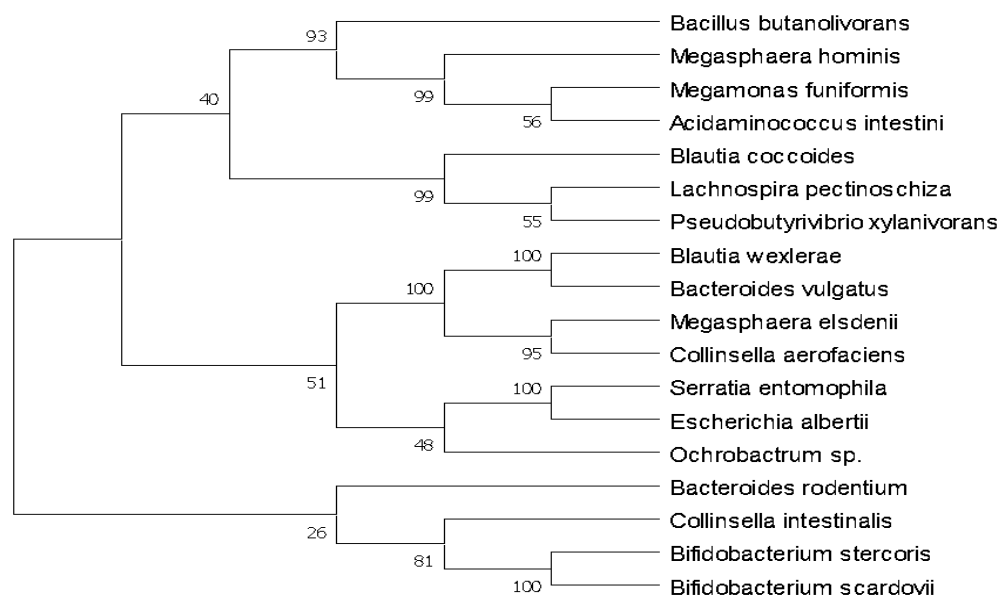 93
Bacillus butanolivorans
Megasphaera hominis
40
99
Megamonas funiformis
56
Acidaminococcus intestini
Blautia coccoides
99
Lachnospira pectinoschiza
55
Pseudobutyrivibrio xylanivorans
100
Blautia wexlerae
100
Bacteroides vulgatus
Megasphaera elsdenii
95
Collinsella aerofaciens
51
100
Serratia entomophila
Escherichia albertii
48
Ochrobactrum sp.
Bacteroides rodentium
26
Collinsella intestinalis
81
Bifidobacterium stercoris
100
Bifidobacterium scardovii